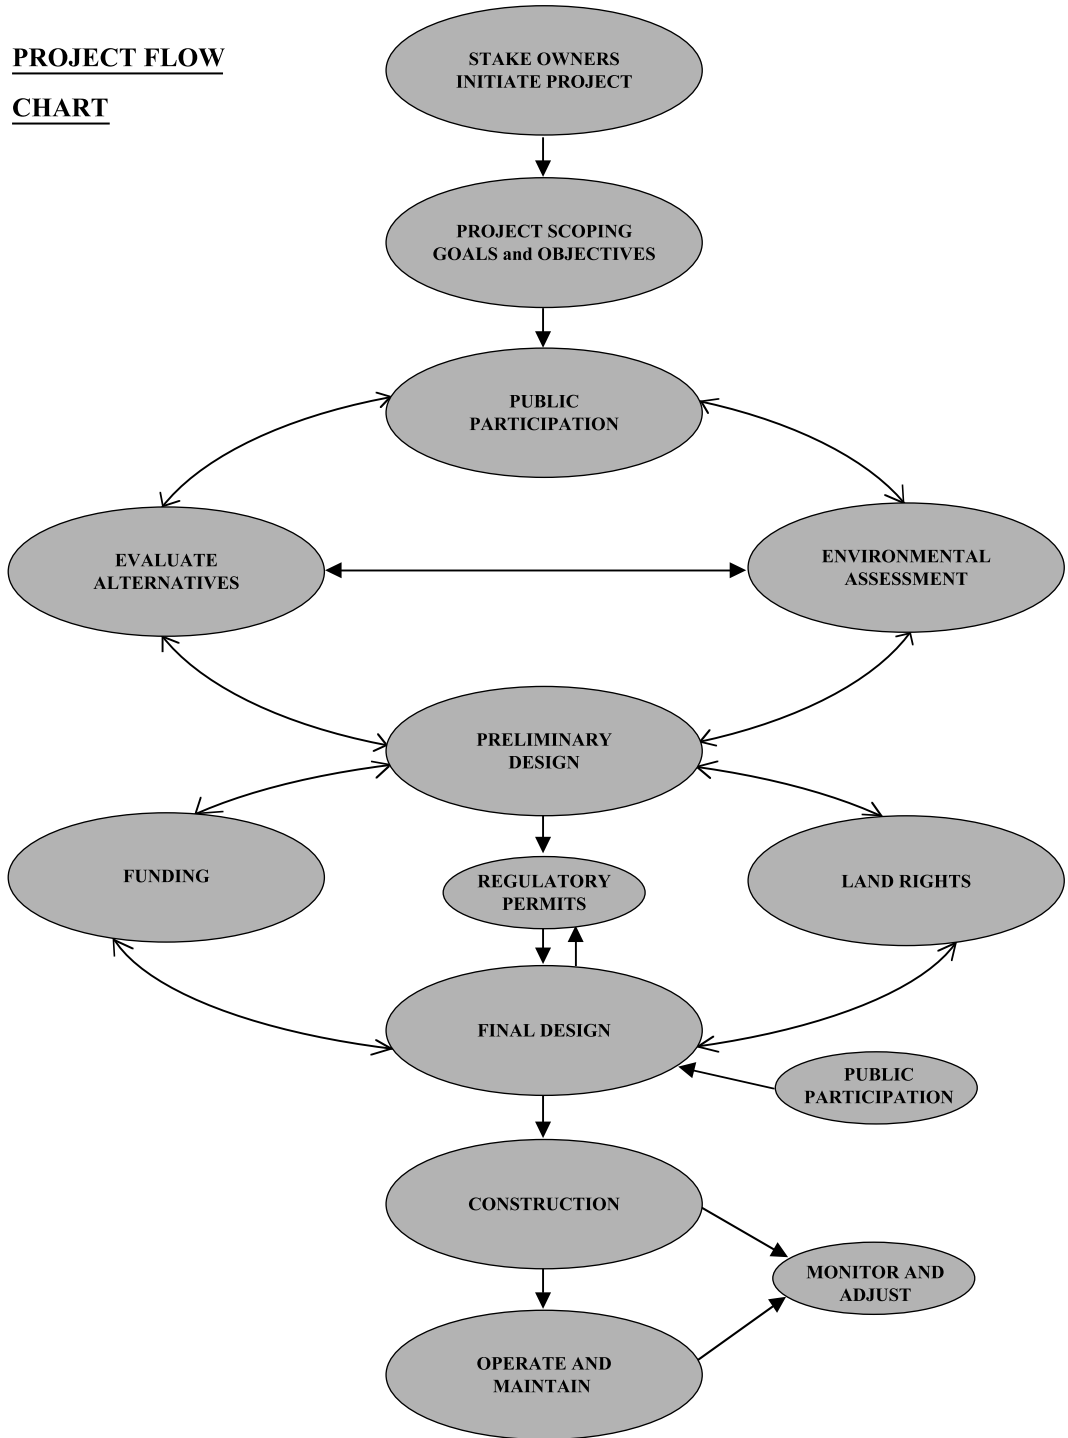 PROJECT FLOW
CHART
STAKE OWNERS
INITIATE PROJECT
PROJECT SCOPING
GOALS and OBJECTIVES
PUBLIC
PARTICIPATION
EVALUATE
ALTERNATIVES
ENVIRONMENTAL
ASSESSMENT
PRELIMINARY
DESIGN
FUNDING
REGULATORY
PERMITS
LAND RIGHTS
FINAL DESIGN
PUBLIC
PARTICIPATION
CONSTRUCTION
MONITOR AND
ADJUST
OPERATE AND
MAINTAIN